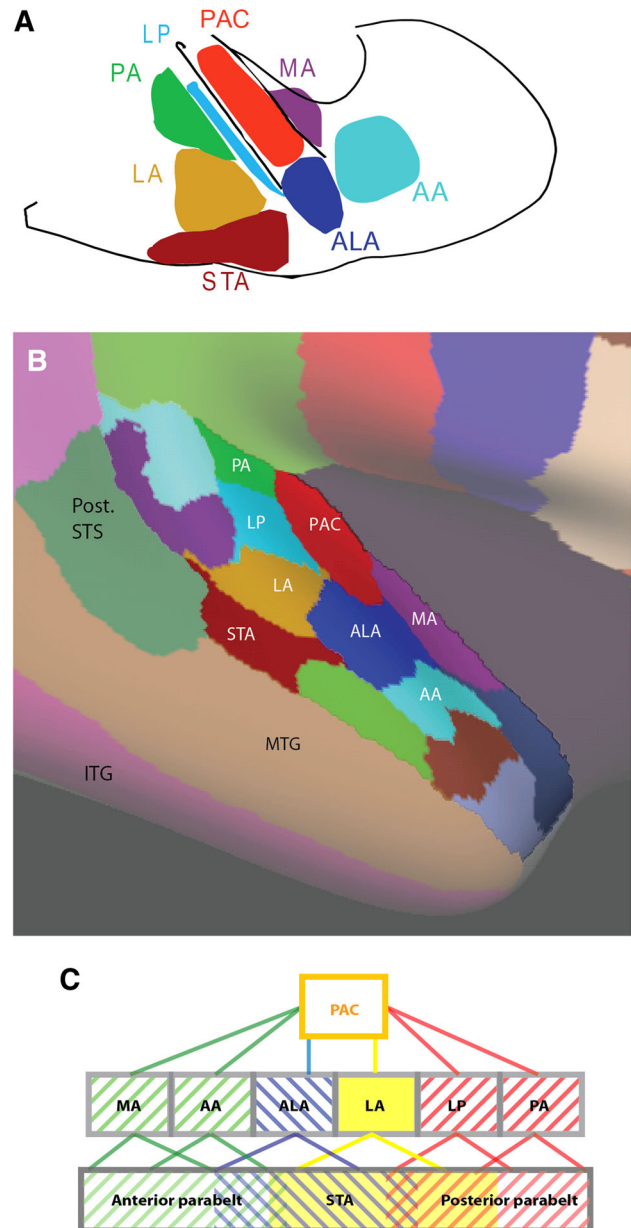 A
PAC
LP
MA
PA
LA
AA
ALA
STA
B
PA
Post.
STS
LP
PAC
LA
MA
STA
ALA
AA
MTG
ITG
C
PAC
MA AA ALA LA LP PA
Anterior parabelt STA Posterior parabelt